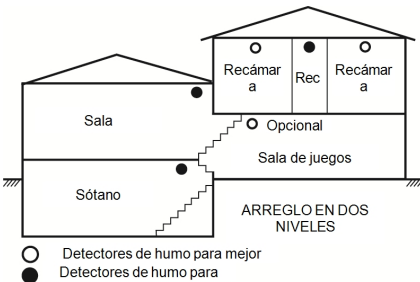 Recámar
a
Rec
Recámar
a
Sala
Opcional
Sala de juegos
Sótano
ARREGLO EN DOS
NIVELES
Detectores de humo para mejor
Detectores de humo para